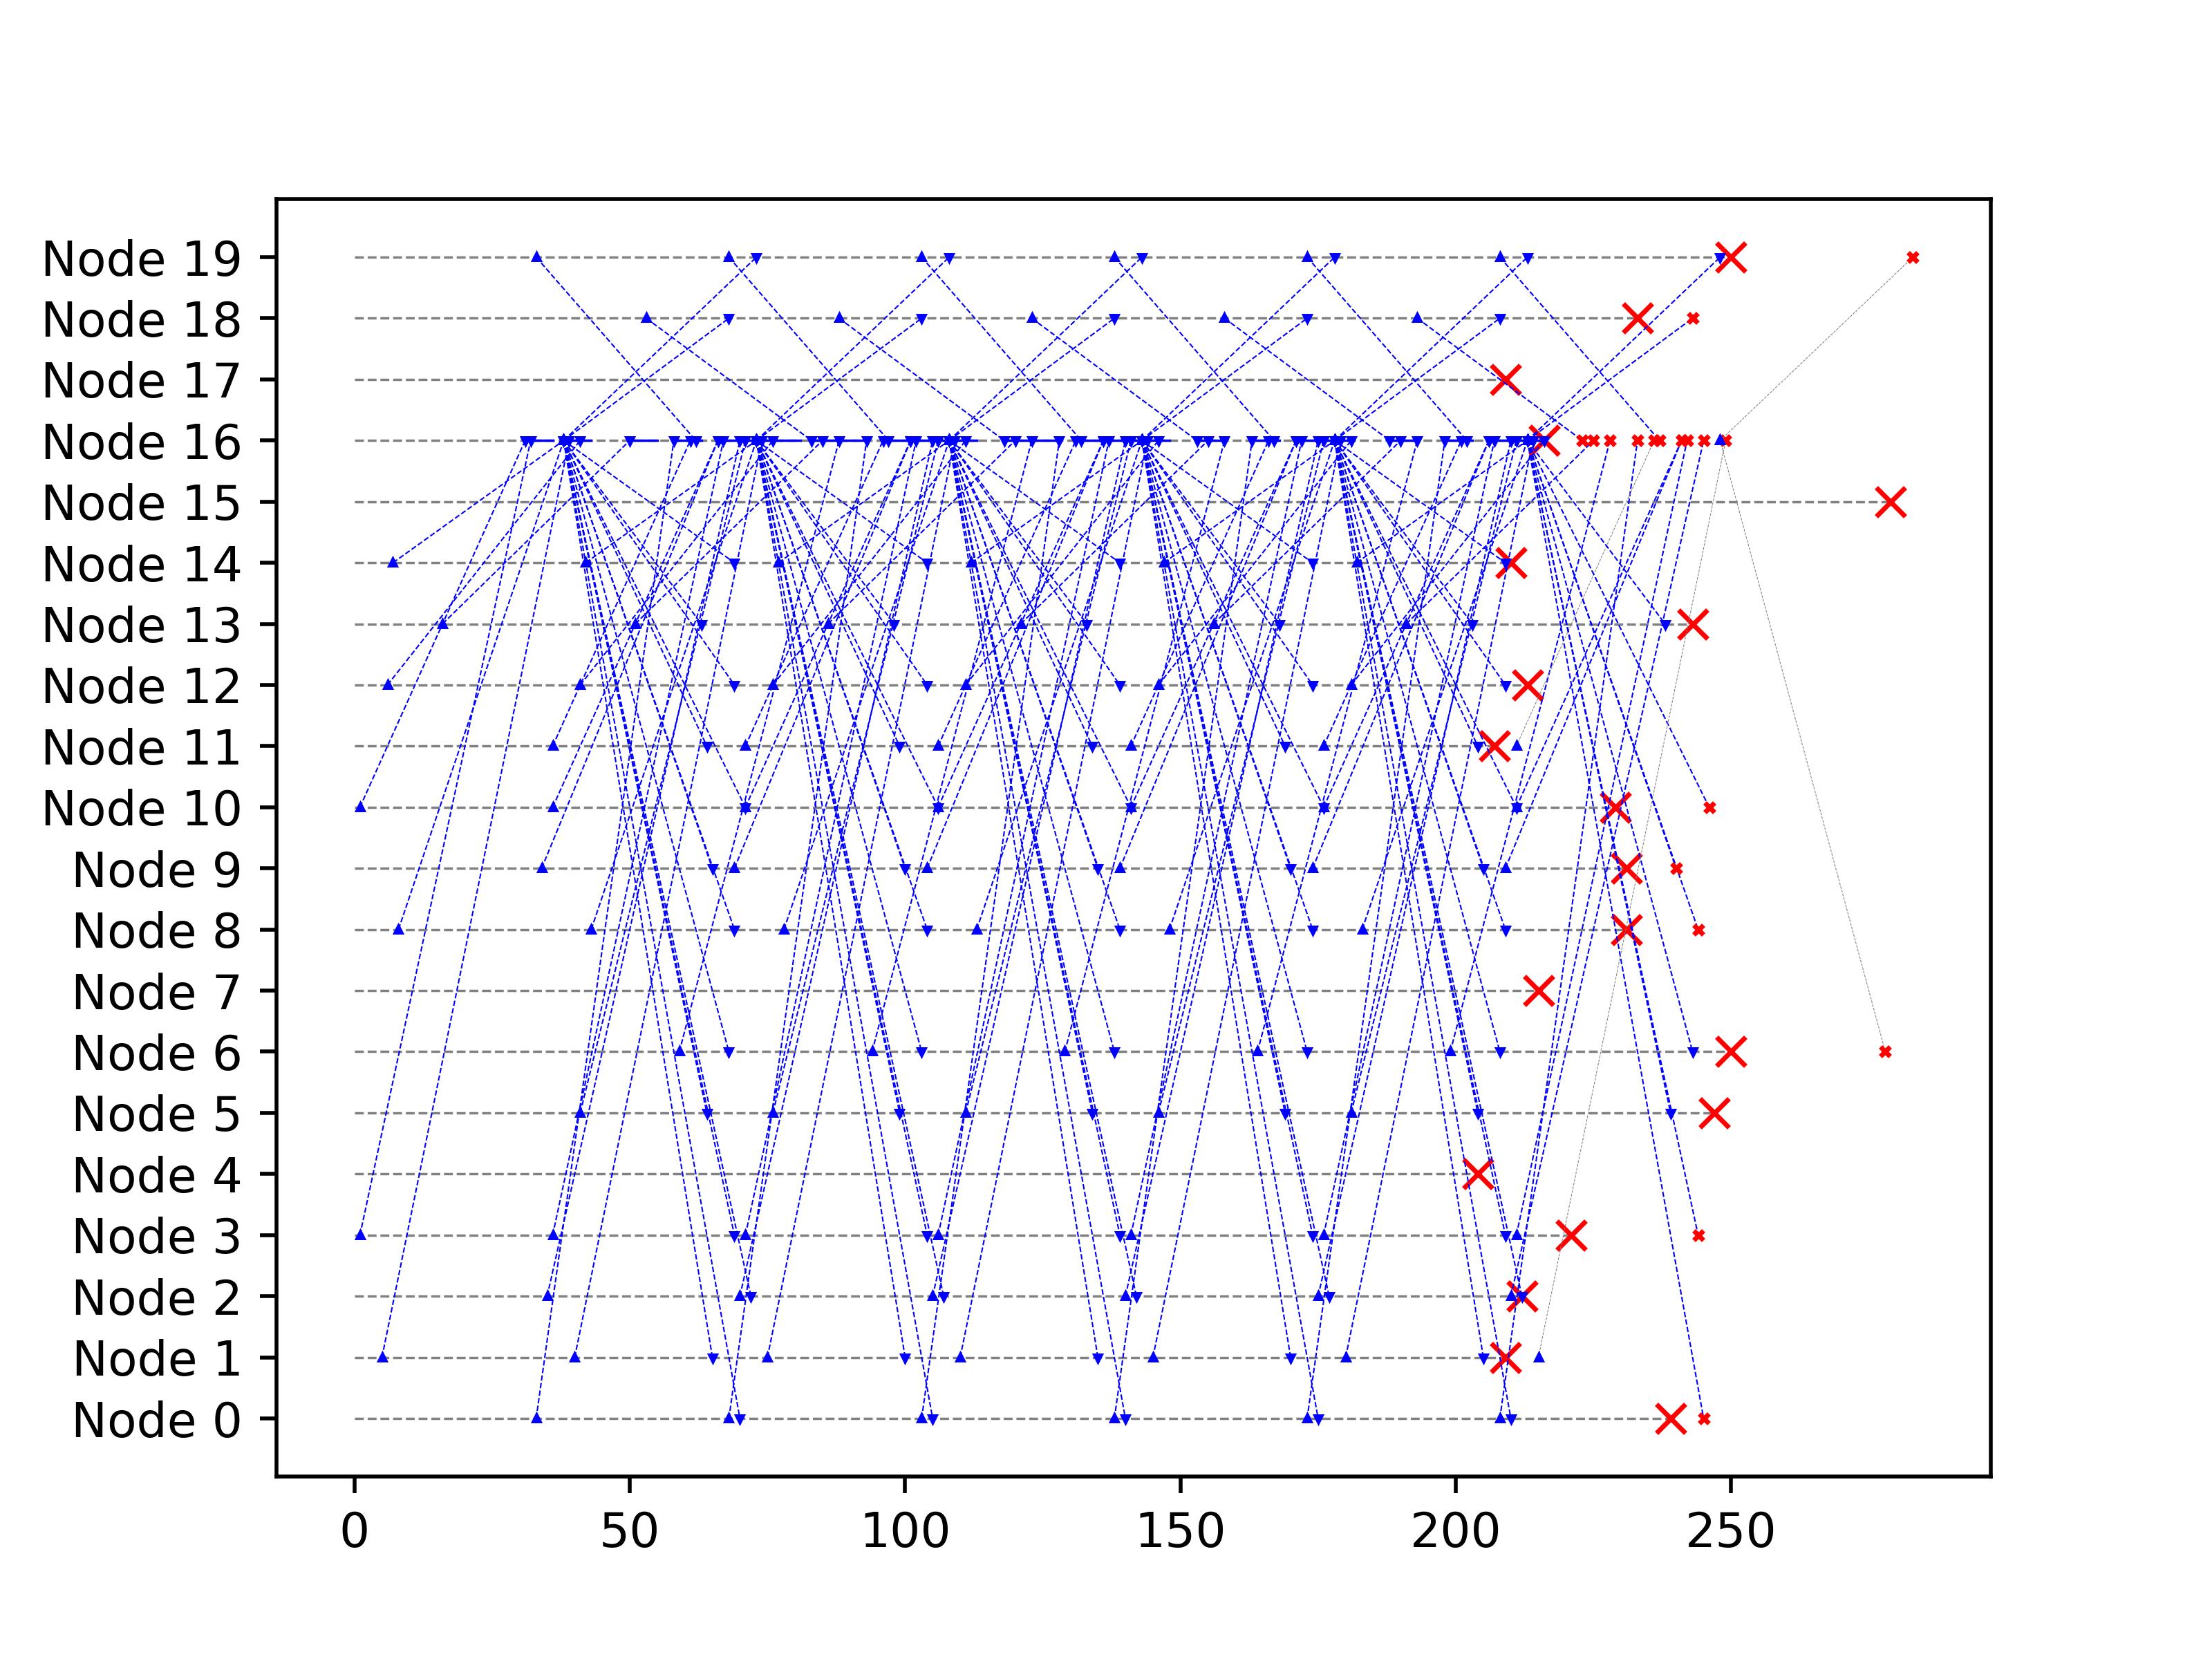 Node 19
Node 18
Node 17
Node 16
Node 15
Node 14
Node 13
Node 12
Node 11
Node 10
Node 9
Node 8
Node 7
Node 6
Node 5
Node 4
Node 3
Node 2
Node 1
Node 0
0 50 100 150 200 250